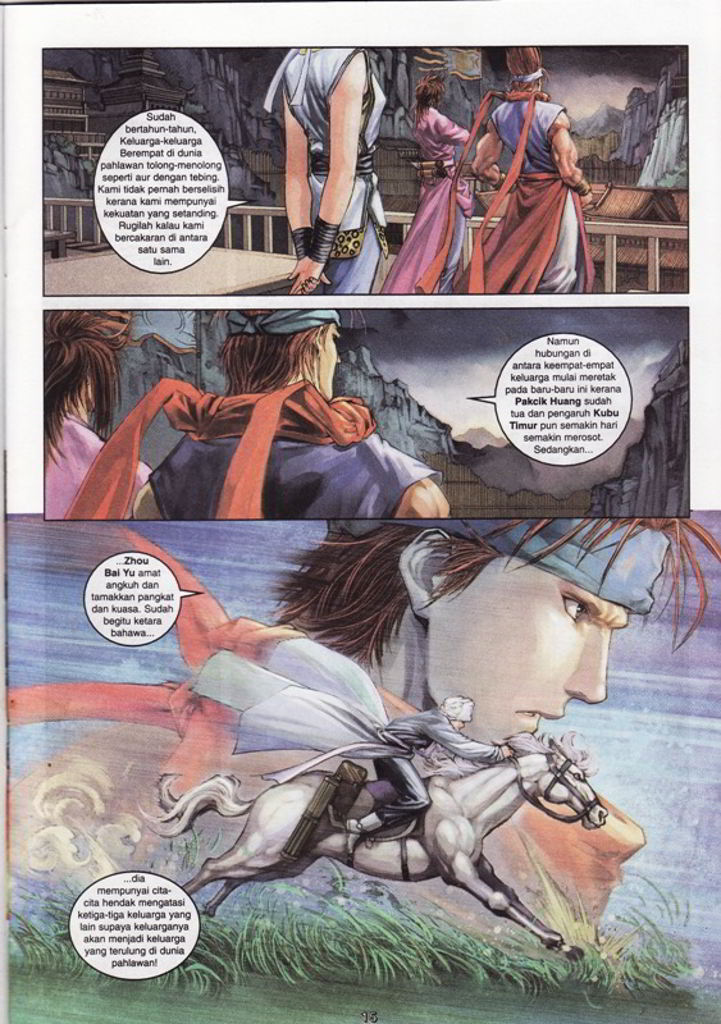 Sudah
bertahun-tahun,
Keluarga-keluarga
Berempat di dunia
pahlawan tolong-menolong
seperti aur dengan tebing.
Kami tidak pernah berselisih
kerana kami mempunyai
kekuatan yang setanding.
Rugilah kalau kami
bercakaran di antara
satu sama
lain.
Namun
hubungan di
antara keempat-empat
keluarga mulai meretak
pada baru-baru ini kerana
Pakcik Huang sudah
tua dan pengaruh Kubu
Timur pun semakin hari
semakin merosot.
Sedangkan...
...Zhou
Bai Yu amat
angkuh dan
tamakkan pangkat
dan kuasa. Sudah
begitu ketara
bahawa...
...dia
mempunyai cita-
cita hendak mengatasi
ketiga-tiga keluarga yang
lain supaya keluarganya
akan menjadi keluarga
yang terulung di dunia
pahlawan!
15